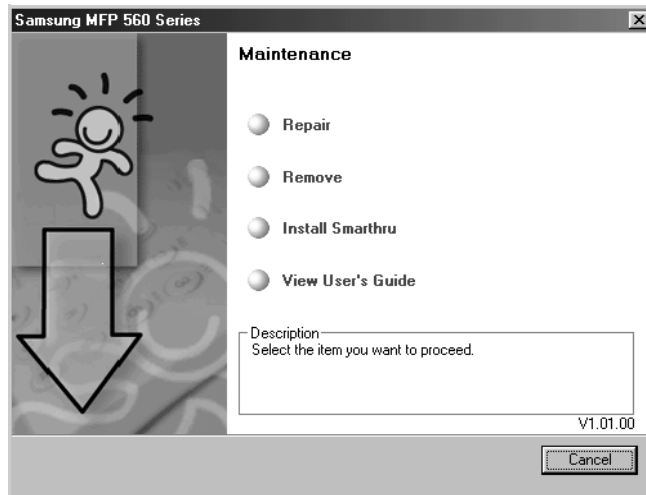 Samsung MFP 560 Series
Maintenance
Repair
Remove
Install Smarthru
View User's Guide
Description
Select the item you want to proceed.
V1.01.00
Cancel